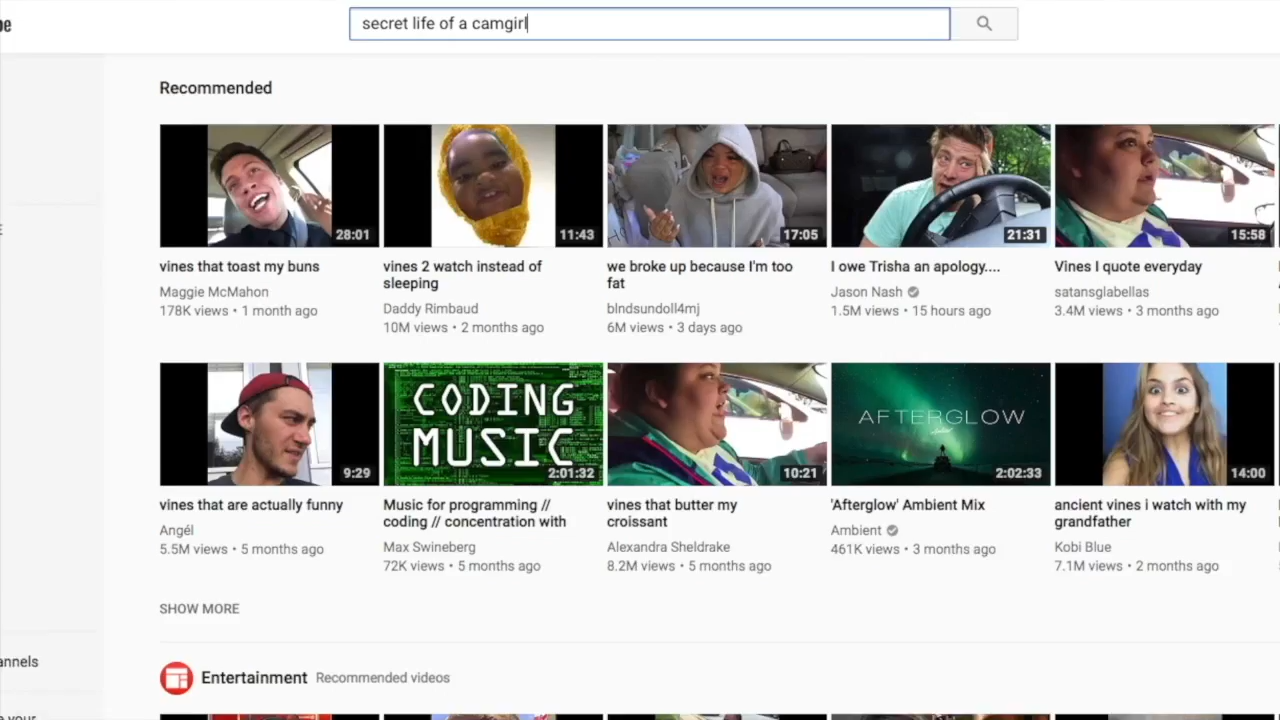 be
secret life of a camgirl
Recommended
28:01
11:43
17:05
21:31
15:58
vines that toast my buns
Maggie McMahon
178K views • 1 month ago
vines 2 watch instead of
sleeping
Daddy Rimbaud
10M views • 2 months ago
we broke up because I'm too
fat
blndsundoll4mj
6M views • 3 days ago
I owe Trisha an apology....
Jason Nash
1.5M views • 15 hours ago
Vines I quote everyday
satansglabellas
3.4M views • 3 months ago
9:29
CODING
MUSIC
2:01:32
10:21
AFTERGLOW
2:02:33
14:00
vines that are actually funny
Angél
5.5M views • 5 months ago
Music for programming //
coding // concentration with
Max Swineberg
72K views • 5 months ago
vines that butter my
croissant
Alexandra Sheldrake
8.2M views • 5 months ago
'Afterglow' Ambient Mix
Ambient
461K views • 3 months ago
ancient vines i watch with my
grandfather
Kobi Blue
7.1M views • 2 months ago
SHOW MORE
annels
Entertainment Recommended videos